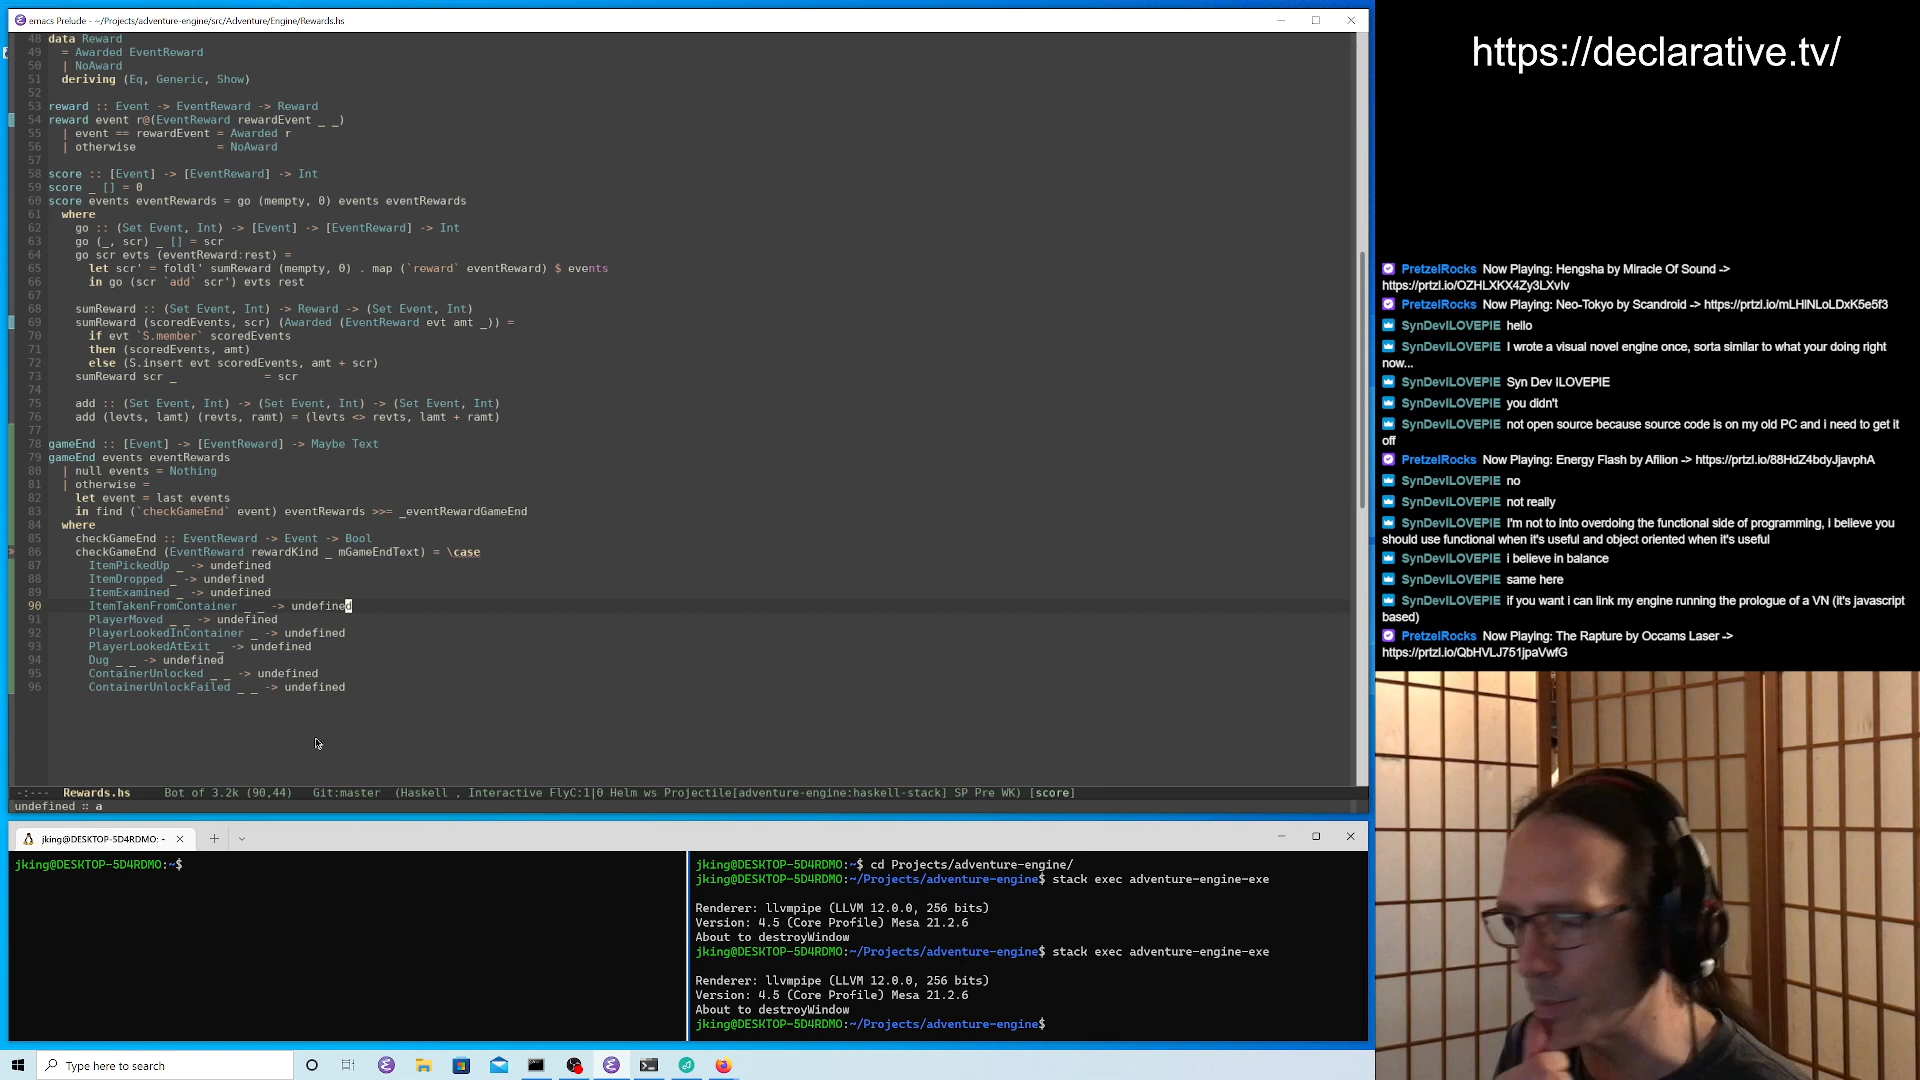 emacs Prelude - ~/Projects/adventure-engine/src/Adventure/Engine/Rewards.hs
48 data Reward
49   = Awarded EventReward
50   | NoAward
51   deriving (Eq, Generic, Show)
52
53 reward :: Event -> EventReward -> Reward
54 reward event r@(EventReward rewardEvent _ _)
55   | event == rewardEvent = Awarded r
56   | otherwise            = NoAward
57
58 score :: [Event] -> [EventReward] -> Int
59 score _ [] = 0
60 score events eventRewards = go (mempty, 0) events eventRewards
61   where
62     go :: (Set Event, Int) -> [Event] -> [EventReward] -> Int
63     go (_, scr) _ [] = scr
64     go scr evts (eventReward:rest) =
65       let scr' = foldl' sumReward (mempty, 0) . map (`reward` eventReward) $ events
66       in go (scr `add` scr') evts rest
67
68     sumReward :: (Set Event, Int) -> Reward -> (Set Event, Int)
69     sumReward (scoredEvents, scr) (Awarded (EventReward evt amt _)) =
70       if evt `S.member` scoredEvents
71       then (scoredEvents, amt)
72       else (S.insert evt scoredEvents, amt + scr)
73     sumReward scr _             = scr
74
75     add :: (Set Event, Int) -> (Set Event, Int) -> (Set Event, Int)
76     add (levts, lamt) (revts, ramt) = (levts <> revts, lamt + ramt)
77
78 gameEnd :: [Event] -> [EventReward] -> Maybe Text
79 gameEnd events eventRewards
80   | null events = Nothing
81   | otherwise =
82     let event = last events
83     in find (`checkGameEnd` event) eventRewards >>= _eventRewardGameEnd
84   where
85     checkGameEnd :: EventReward -> Event -> Bool
86     checkGameEnd (EventReward rewardKind _ mGameEndText) = \case
87       ItemPickedUp _ -> undefined
88       ItemDropped _ -> undefined
89       ItemExamined _ -> undefined
90       ItemTakenFromContainer _ _ -> undefined
91       PlayerMoved _ _ -> undefined
92       PlayerLookedInContainer _ -> undefined
93       PlayerLookedAtExit _ -> undefined
94       Dug _ _ -> undefined
95       ContainerUnlocked _ _ -> undefined
96       ContainerUnlockFailed _ _ -> undefined
-:--- Rewards.hs Bot of 3.2k (90,44) Git:master (Haskell , Interactive FlyC:1|0 Helm ws Projectile[adventure-engine:haskell-stack] SP Pre WK) [score]
undefined :: a
jking@DESKTOP-5D4RDMO: ~
jking@DESKTOP-5D4RDMO:~$
jking@DESKTOP-5D4RDMO:~$ cd Projects/adventure-engine/
jking@DESKTOP-5D4RDMO:~/Projects/adventure-engine$ stack exec adventure-engine-exe
Renderer: llvmpipe (LLVM 12.0.0, 256 bits)
Version: 4.5 (Core Profile) Mesa 21.2.6
About to destroyWindow
jking@DESKTOP-5D4RDMO:~/Projects/adventure-engine$ stack exec adventure-engine-exe
Renderer: llvmpipe (LLVM 12.0.0, 256 bits)
Version: 4.5 (Core Profile) Mesa 21.2.6
About to destroyWindow
jking@DESKTOP-5D4RDMO:~/Projects/adventure-engine$
Type here to search
https://declarative.tv/
PretzelRocks Now Playing: Hengsha by Miracle Of Sound ->
https://prtzl.io/OZHLXKX4Zy3LXvIv
PretzelRocks Now Playing: Neo-Tokyo by Scandroid -> https://prtzl.io/mLHlNLoLDxK5e5f3
SynDevILOVEPIE hello
SynDevILOVEPIE I wrote a visual novel engine once, sorta similar to what your doing right
now...
SynDevILOVEPIE Syn Dev ILOVEPIE
SynDevILOVEPIE you didn't
SynDevILOVEPIE not open source because source code is on my old PC and i need to get it
off
PretzelRocks Now Playing: Energy Flash by Afilion -> https://prtzl.io/88HdZ4bdyJjavphA
SynDevILOVEPIE no
SynDevILOVEPIE not really
SynDevILOVEPIE I'm not to into overdoing the functional side of programming, i believe you
should use functional when it's useful and object oriented when it's useful
SynDevILOVEPIE i believe in balance
SynDevILOVEPIE same here
SynDevILOVEPIE if you want i can link my engine running the prologue of a VN (it's javascript
based)
PretzelRocks Now Playing: The Rapture by Occams Laser ->
https://prtzl.io/QbHVLJ751jpaVwfG